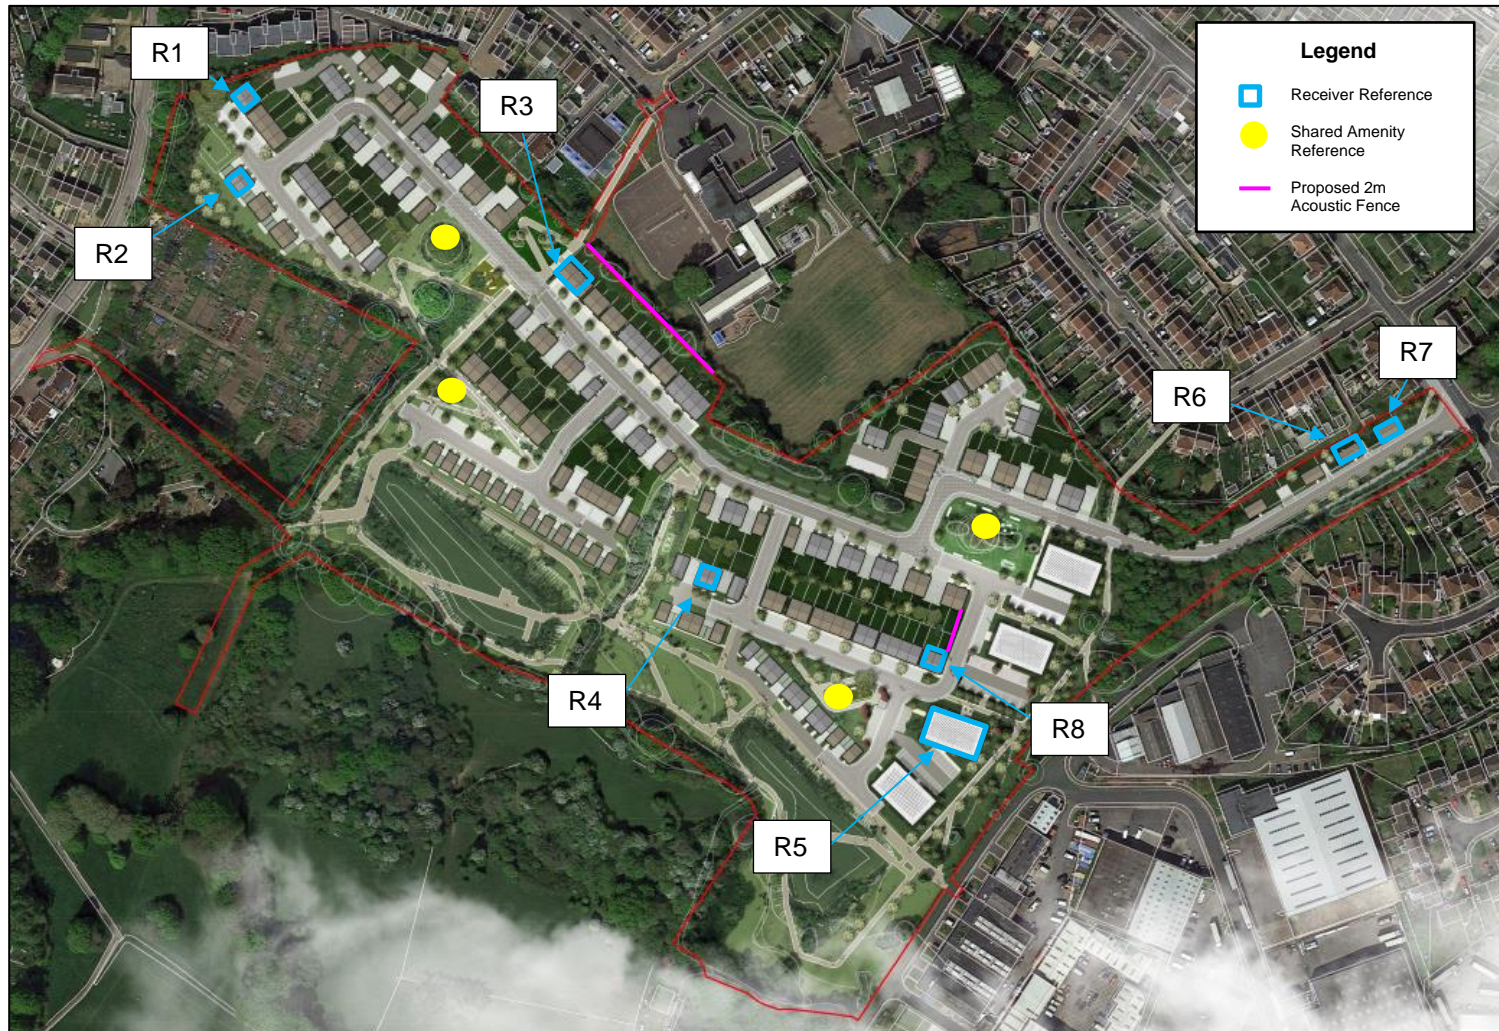 Legend
Receiver Reference
Shared Amenity
Reference
Proposed 2m
Acoustic Fence
R1
R3
R2
R7
R6
R4
R8
R5